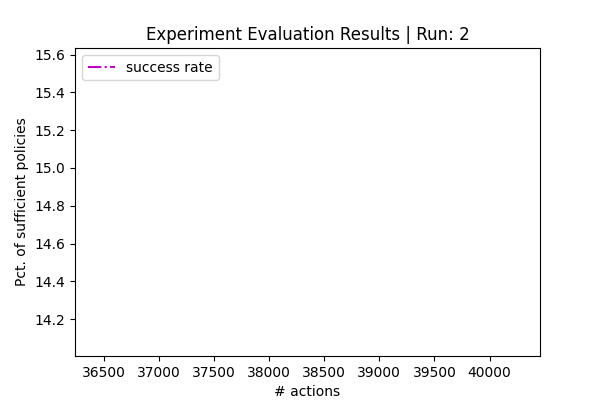 Experiment Evaluation Results | Run: 2
success rate
Pct. of sufficient policies
15.6
15.4
15.2
15.0
14.8
14.6
14.4
14.2
36500 37000 37500 38000 38500 39000 39500 40000
# actions